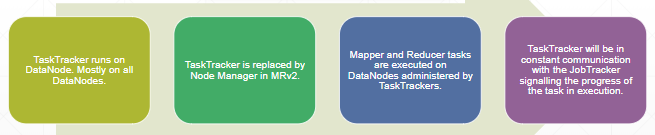 TaskTracker runs on
DataNode. Mostly on all
DataNodes.
TaskTracker is replaced by
Node Manager in MRv2.
Mapper and Reducer tasks
are executed on
DataNodes administered by
TaskTrackers.
TaskTracker will be in
constant communication
with the JobTracker
signalling the progress of
the task in execution.